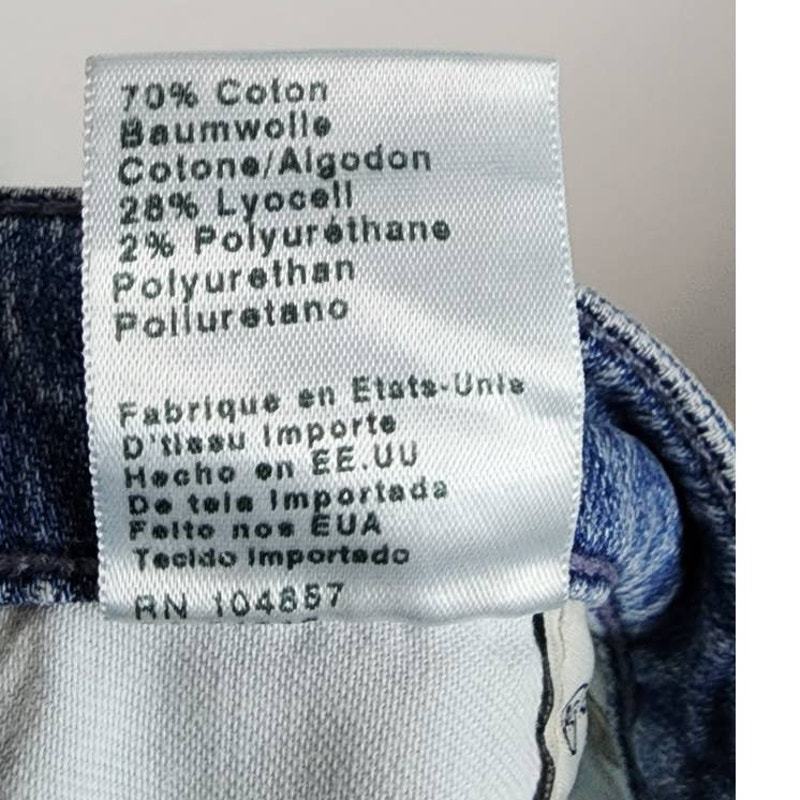 70% Coton
Baumwolle
Cotone/Algodon
28% Lyocell
2% Polyuréthane
Polyurethan
Poliuretano
Fabrique en Etats-Unis
D'tissu Importe
Hecho en EE.UU
De tela Importada
Feito nos EUA
Tecido Importado
RN 104857